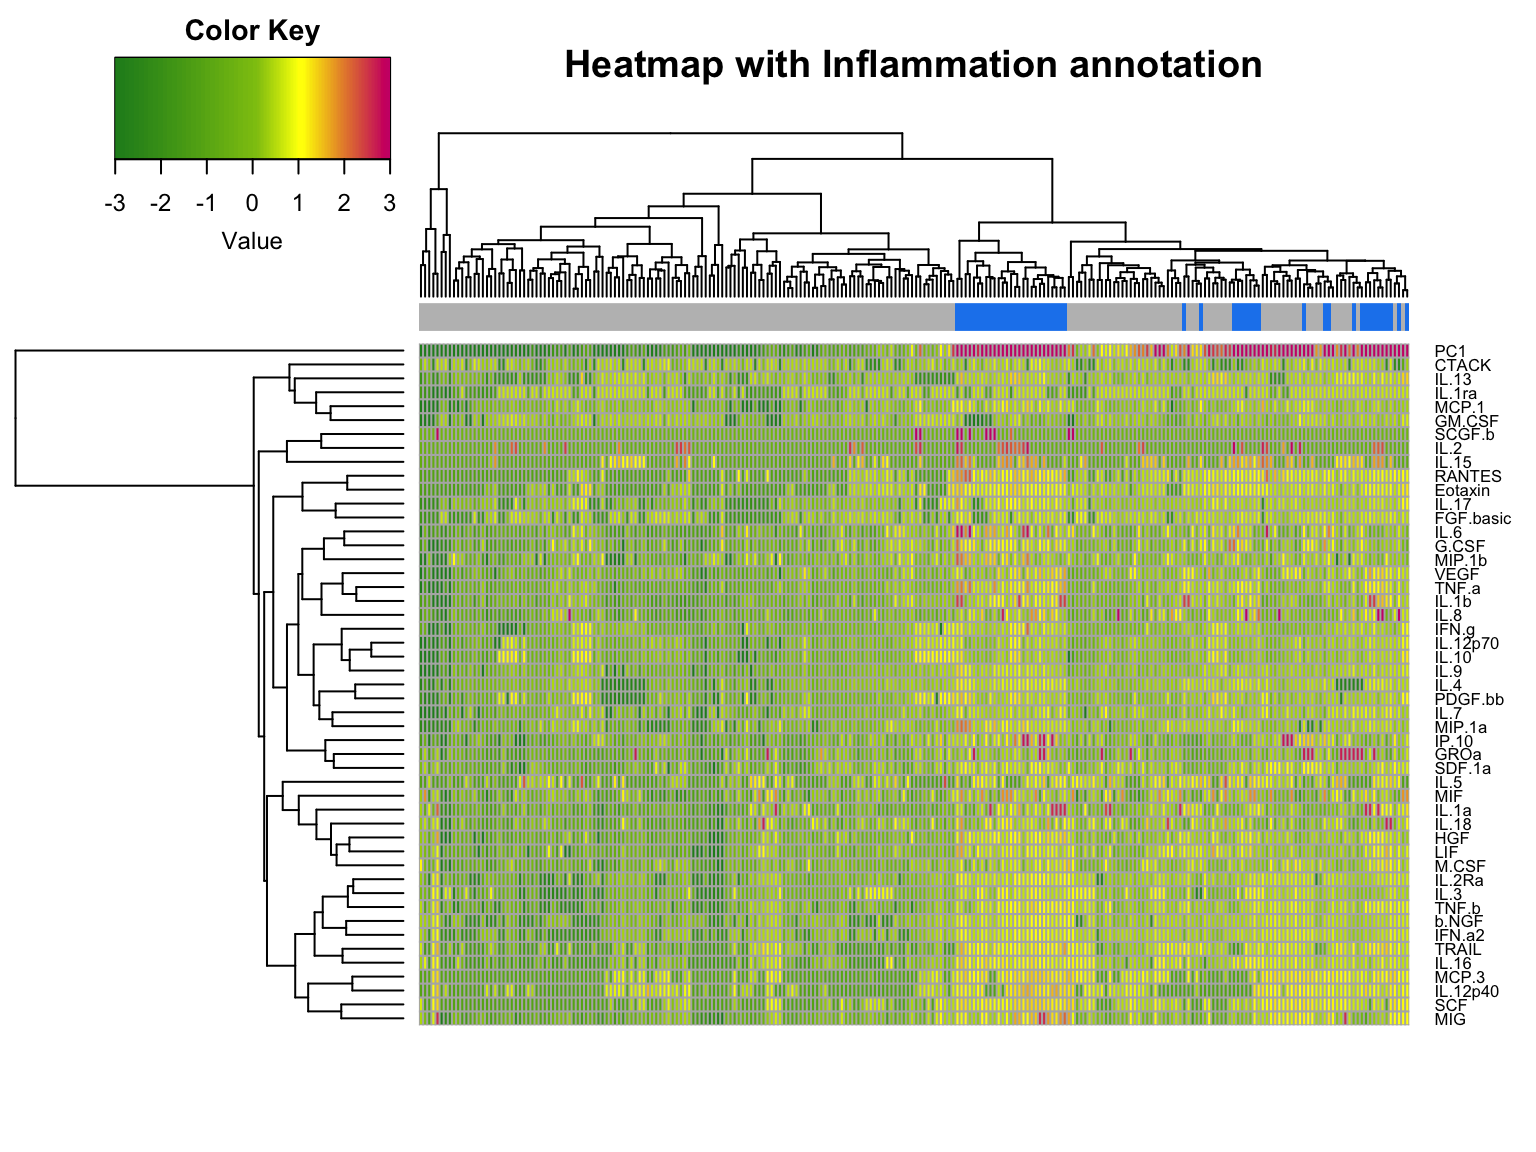 Color Key
Heatmap with Inflammation annotation
-3 -2 -1 0 1 2 3
Value
PC1
CTACK
IL.13
IL.1ra
MCP.1
GM.CSF
SCGF.b
IL.2
IL.15
RANTES
Eotaxin
IL.17
FGF.basic
IL.6
G.CSF
MIP.1b
VEGF
TNF.a
IL.1b
IL.8
IFN.g
IL.12p70
IL.10
IL.9
IL.4
PDGF.bb
IL.7
MIP.1a
IP.10
GROa
SDF.1a
IL.5
MIF
IL.1a
IL.18
HGF
LIF
M.CSF
IL.2Ra
IL.3
TNF.b
b.NGF
IFN.a2
TRAIL
IL.16
MCP.3
IL.12p40
SCF
MIG